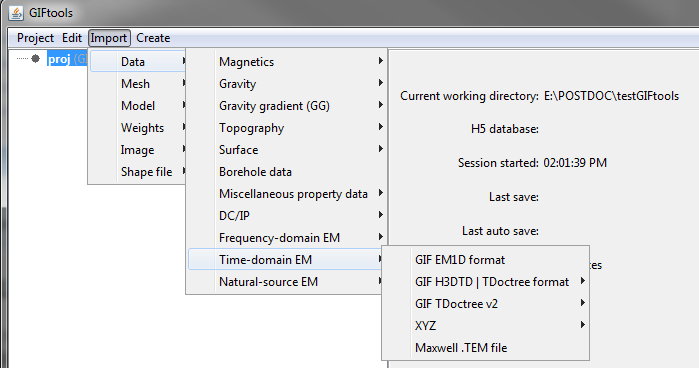 GIFtools
Project Edit Import Create
proj (G
Data
Mesh
Model
Weights
Image
Shape file
Magnetics
Gravity
Gravity gradient (GG)
Topography
Surface
Borehole data
Miscellaneous property data
DC/IP
Frequency-domain EM
Time-domain EM
Natural-source EM
GIF EM1D format
GIF H3DTD | TDoctree format
GIF TDoctree v2
XYZ
Maxwell .TEM file
Current working directory: E:\POSTDOC\testGIFtools
H5 database:
Session started: 02:01:39 PM
Last save:
Last auto save: